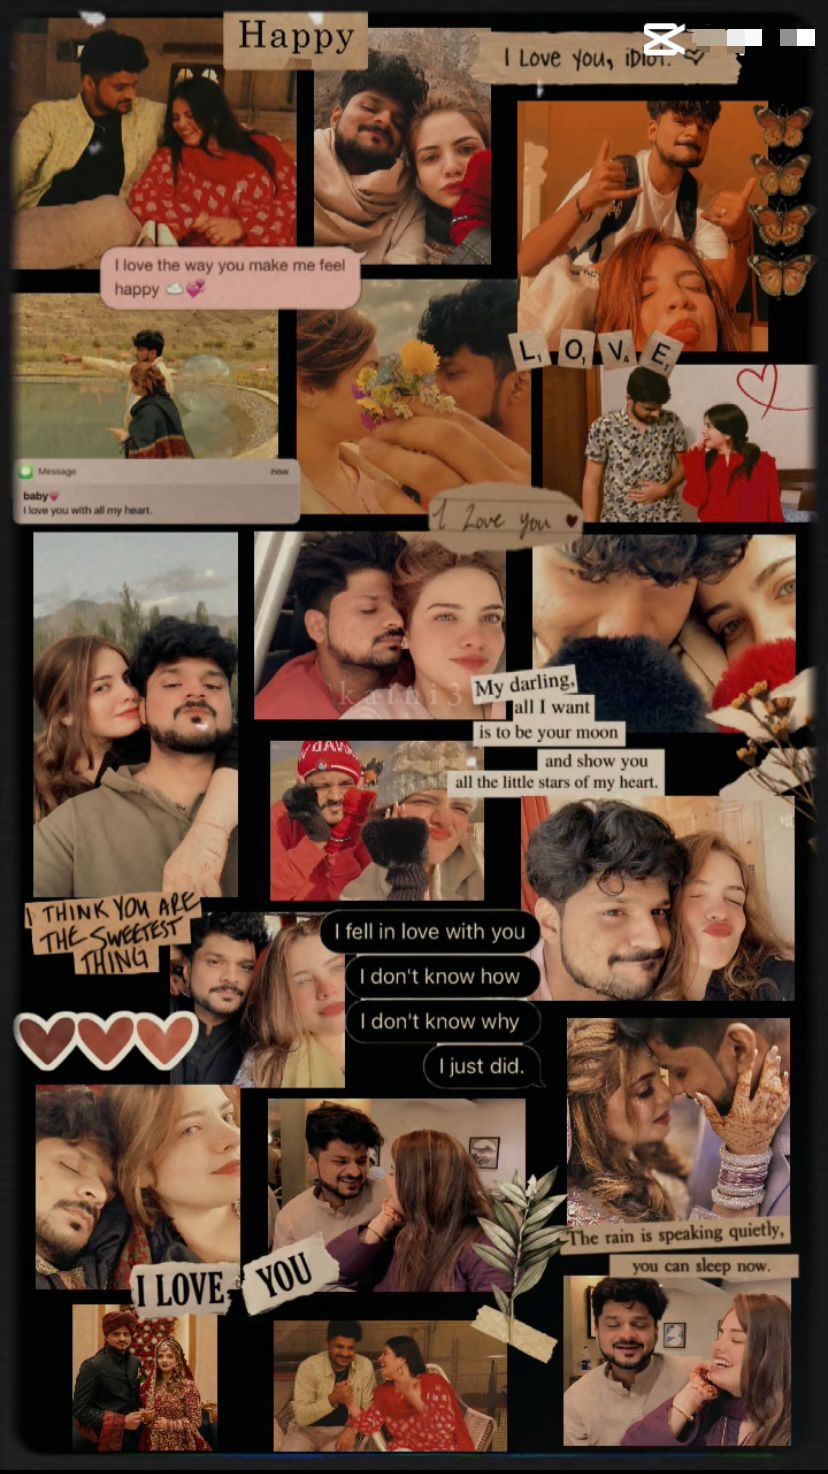 Happy
I Love you, iDiot.
I love the way you make me feel
happy ☁️💞
L O V E
Message now
baby💗
I love you with all my heart.
I Love you
My darling,
all I want
is to be your moon
and show you
all the little stars of my heart.
I THINK YOU ARE
THE SWEETEST
THING
I fell in love with you
I don't know how
I don't know why
I just did.
The rain is speaking quietly,
you can sleep now.
I LOVE YOU